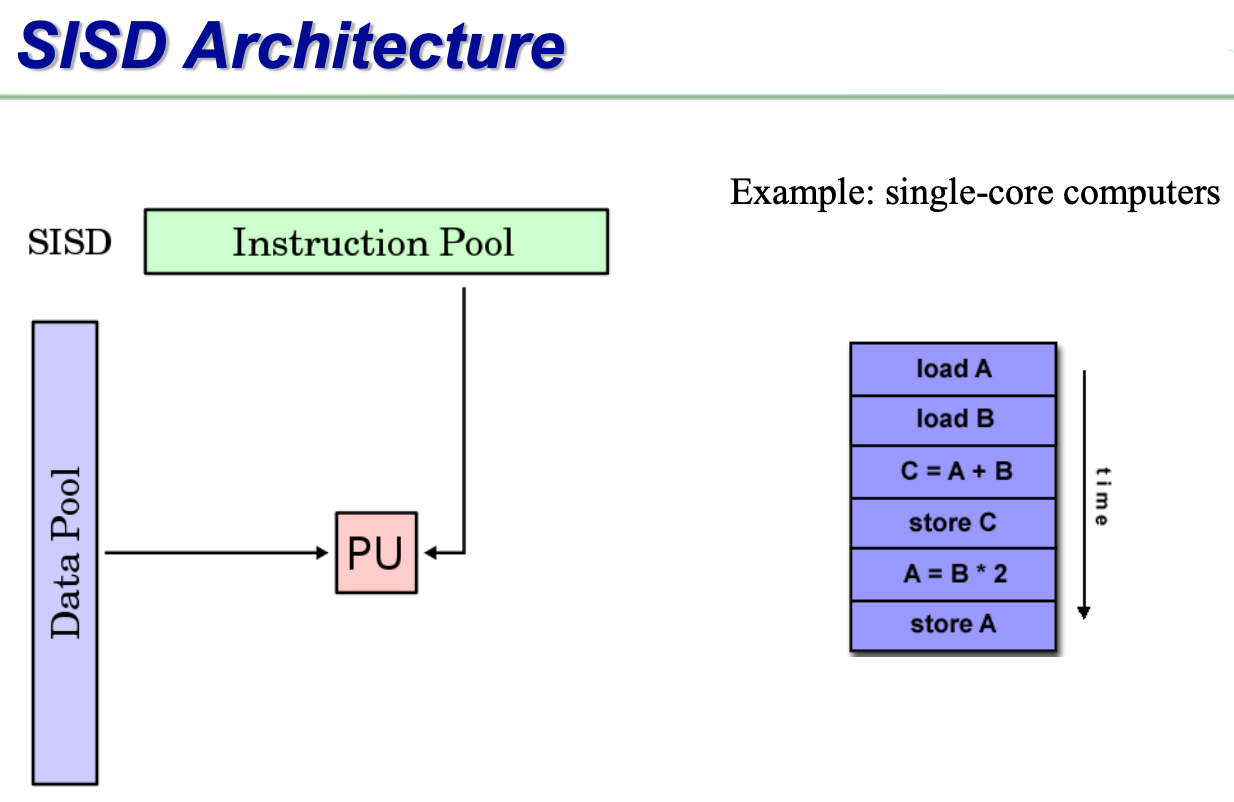 SISD Architecture
Example: single-core computers
SISD
Instruction Pool
Data Pool
PU
load A
load B
C = A + B
store C
A = B * 2
store A
time